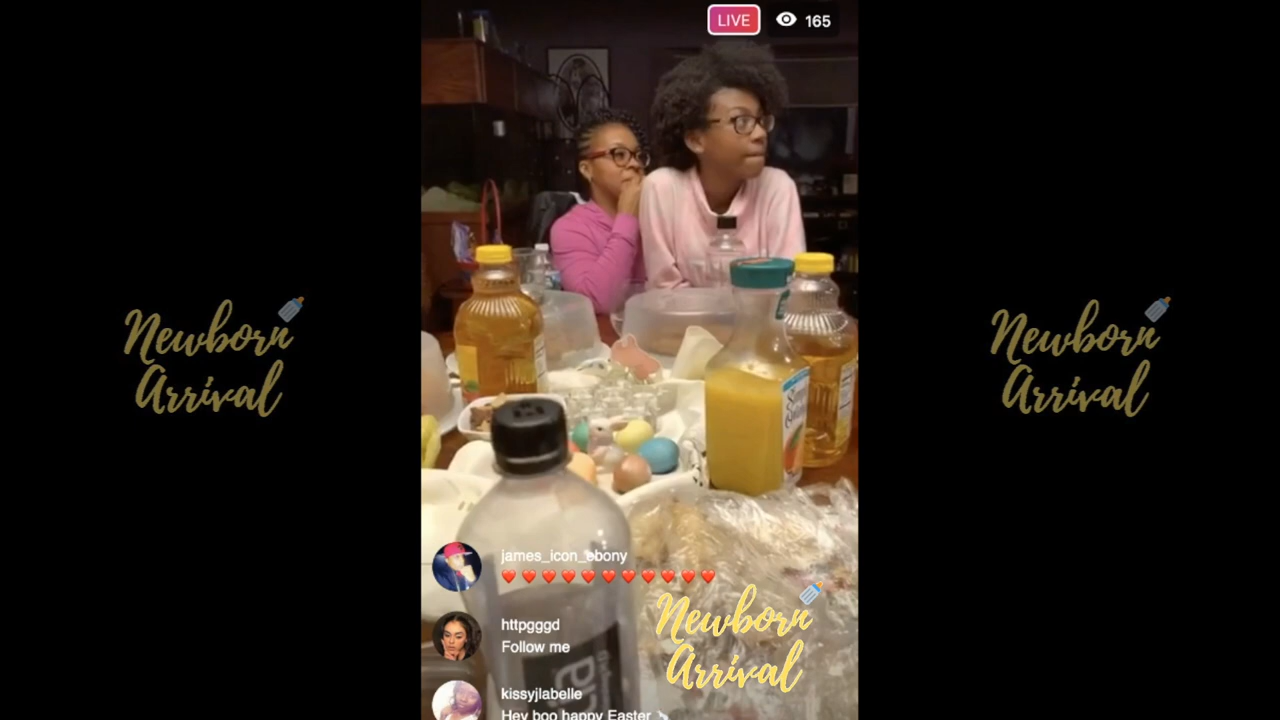 LIVE
165
Newborn
Arrival
Newborn
Arrival
james_icon_ebony
httpgggd
Follow me
Newborn
Arrival
kissyjlabelle
Hey boo happy Easter